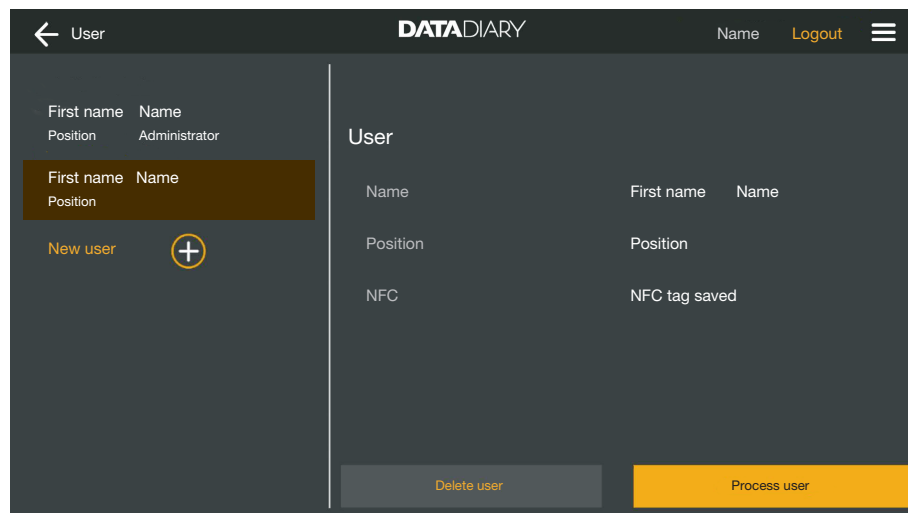 User DATADIARY Name Logout
First name Name
Position Administrator
First name Name
Position
New user
User
Name First name Name
Position Position
NFC NFC tag saved
Delete user Process user